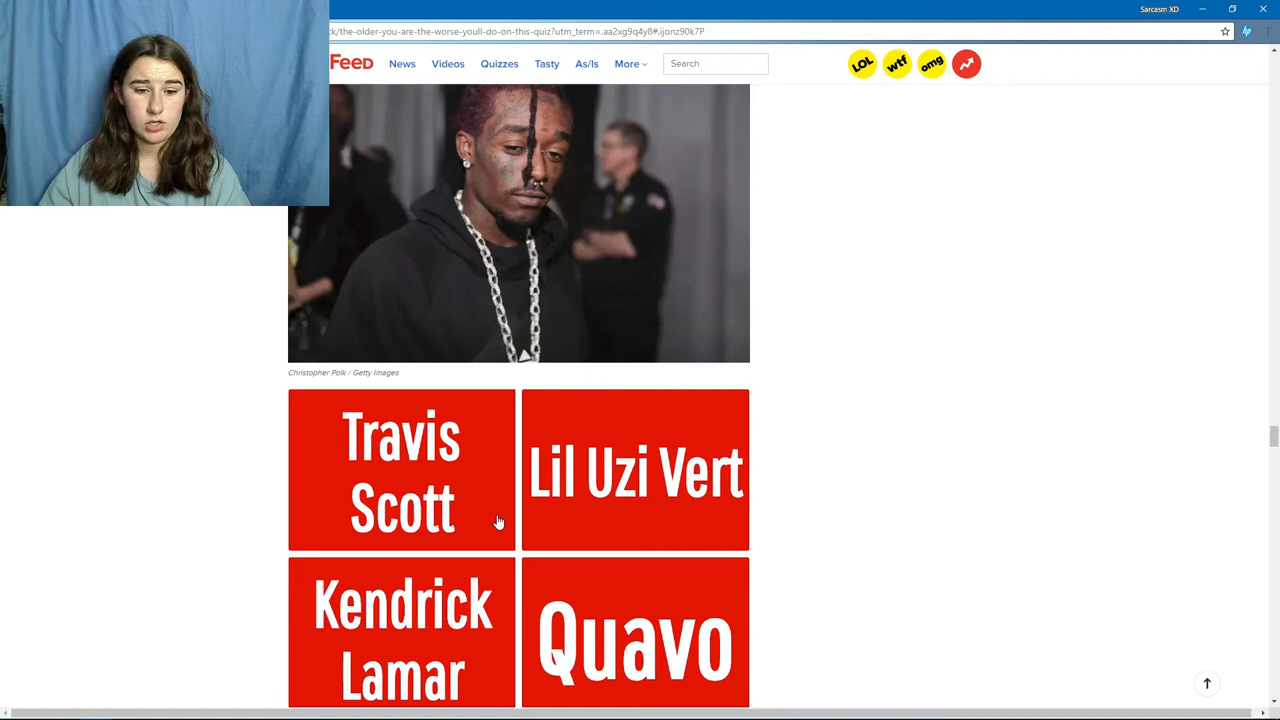 Sarcasm XD
ck/the-older-you-are-the-worse-youll-do-on-this-quiz?utm_term=.aa2xg9q4y8#.ijonz90k7P
Feed News Videos Quizzes Tasty As/Is More Search LOL wtf omg
Christopher Polk / Getty Images
Travis
Scott
Lil Uzi Vert
Kendrick
Lamar
Quavo